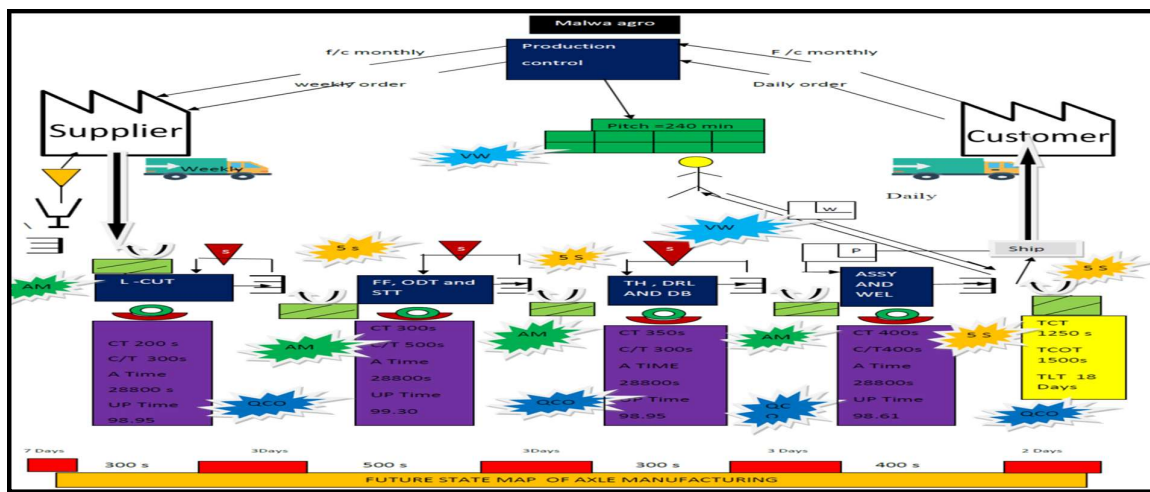 Malwa agro
f/c monthly
Production
control
F /c monthly
weekly order
Daily order
Supplier
Customer
Pitch =240 min
VW
Weekly
Daily
w
VW
S
5 s
S
5 S
S
P
Ship
5 S
AM
L -CUT
FF, ODT and
STT
TH , DRL
AND DB
ASSY
AND
WEL
AM
AM
AM
5 S
CT 200 s
C/T 300s
A Time
28800 s
UP Time
98.95
CT 300s
C/T 500s
A Time
28800s
UP Time
99.30
CT 350s
C/T 300s
A TIME
28800s
UP Time
98.95
CT 400s
C/T400s
A Time
28800s
UP Time
98.61
TCT
1250 s
TCOT
1500s
TLT 18
Days
QCO
QCO
QC
O
QCO
7 Days
300 s
3Days
500 s
3Days
300 s
3 Days
400 s
2 Days
FUTURE STATE MAP OF AXLE MANUFACTURING